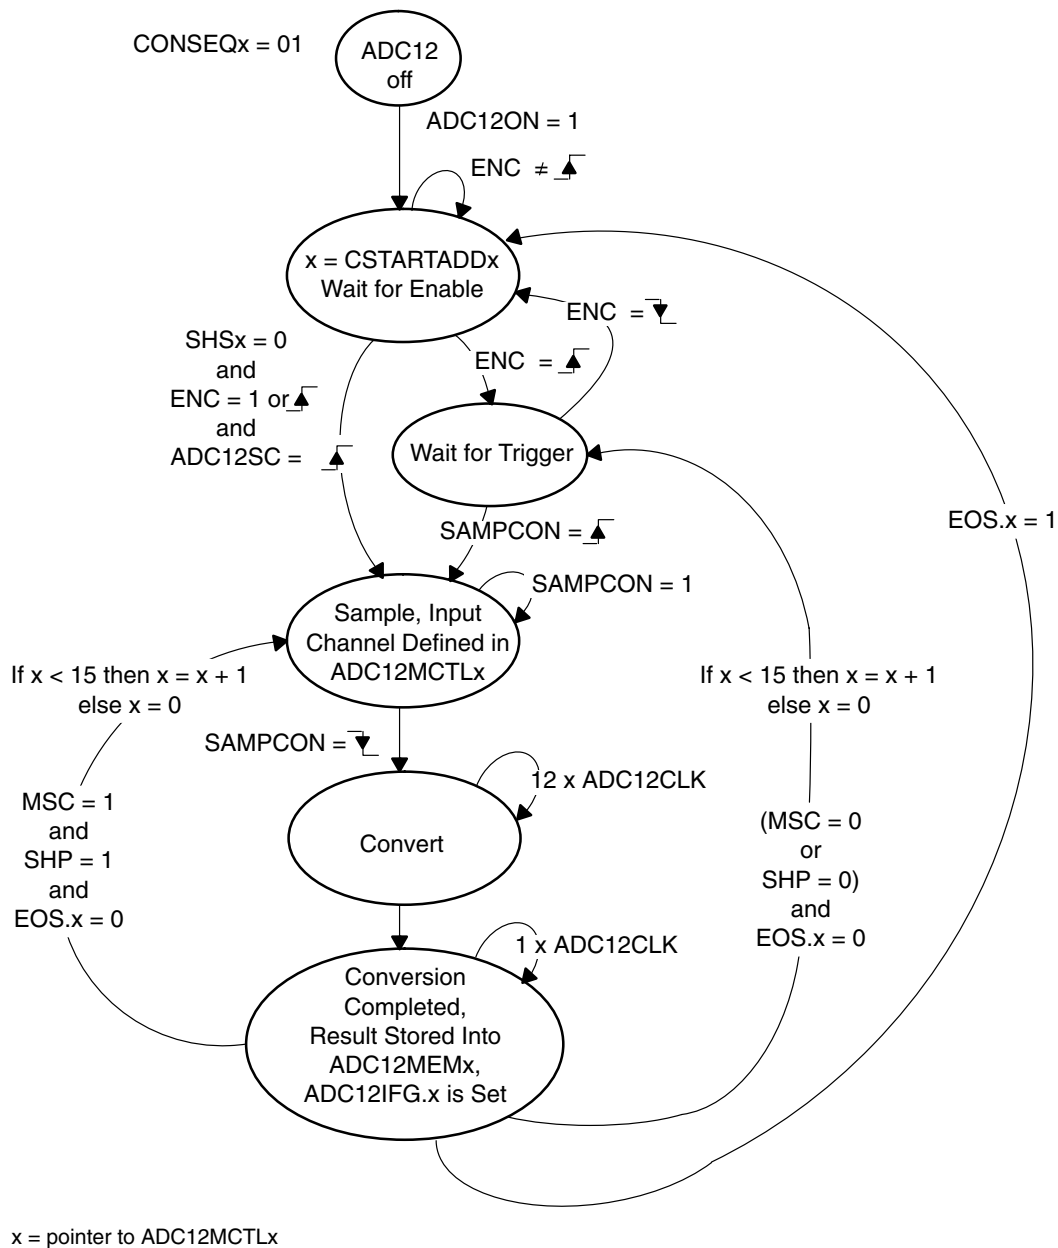 CONSEQx = 01
ADC12
off
ADC12ON = 1
ENC ≠
x = CSTARTADDx
Wait for Enable
ENC =
SHSx = 0
and
ENC = 1 or
and
ADC12SC =
ENC =
Wait for Trigger
SAMPCON =
EOS.x = 1
SAMPCON = 1
Sample, Input
Channel Defined in
ADC12MCTLx
If x < 15 then x = x + 1
else x = 0
If x < 15 then x = x + 1
else x = 0
SAMPCON =
12 x ADC12CLK
Convert
MSC = 1
and
SHP = 1
and
EOS.x = 0
(MSC = 0
or
SHP = 0)
and
EOS.x = 0
1 x ADC12CLK
Conversion
Completed,
Result Stored Into
ADC12MEMx,
ADC12IFG.x is Set
x = pointer to ADC12MCTLx